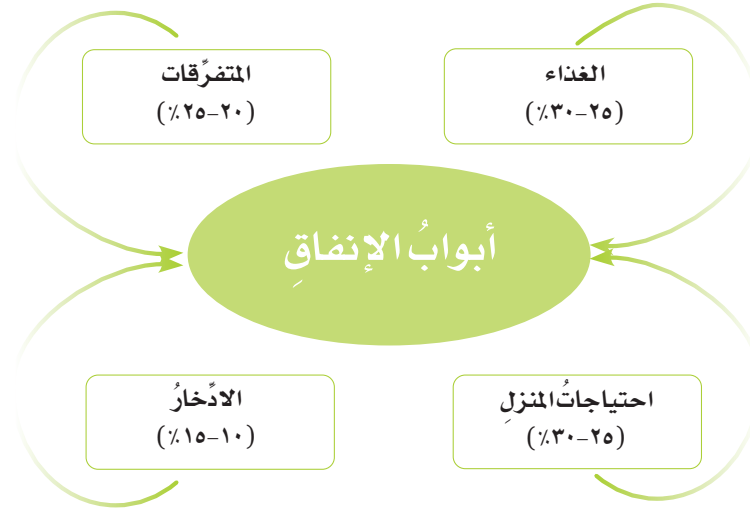 الغذاء
(٢٥-٣٠٪)
المتفرِّقات
(٢٠-٢٥٪)
أبوابُ الإنفاقِ
احتياجاتُ المنزلِ
(٢٥-٣٠٪)
الادِّخارُ
(١٠-١٥٪)